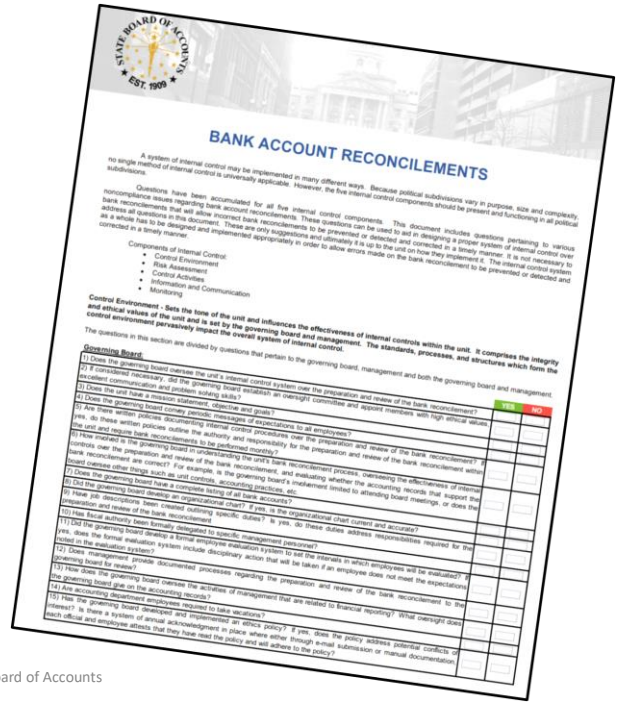 STATE BOARD OF ACCOUNTS
EST. 1909
BANK ACCOUNT RECONCILEMENTS
A system of internal control may be implemented in many different ways. Because political subdivisions vary in purpose, size and complexity,
no single method of internal control is universally applicable. However, the five internal control components should be present and functioning in all political
subdivisions.
Questions have been accumulated for all five internal control components. This document includes questions pertaining to various
noncompliance issues regarding bank account reconcilements. These questions can be used to aid in designing a proper system of internal control over
bank reconcilements that will allow incorrect bank reconcilements to be prevented or detected and corrected in a timely manner. It is not necessary to
address all questions in this document. These are only suggestions and ultimately it is up to the unit on how they implement it. The internal control system
as a whole has to be designed and implemented appropriately in order to allow errors made on the bank reconcilement to be prevented or detected and
corrected in a timely manner.
Components of Internal Control:
• Control Environment
• Risk Assessment
• Control Activities
• Information and Communication
• Monitoring
Control Environment - Sets the tone of the unit and influences the effectiveness of internal controls within the unit. It comprises the integrity
and ethical values of the unit and is set by the governing board and management. The standards, processes, and structures which form the
control environment pervasively impact the overall system of internal control.
The questions in this section are divided by questions that pertain to the governing board, management and both the governing board and management.
Governing Board:
YES NO
1) Does the governing board oversee the unit's internal control system over the preparation and review of the bank reconcilement?
2) If considered necessary, did the governing board establish an oversight committee and appoint members with high ethical values,
excellent communication and problem solving skills?
3) Does the unit have a mission statement, objective and goals?
4) Does the governing board convey periodic messages of expectations to all employees?
5) Are there written policies documenting internal control procedures over the preparation and review of the bank reconcilement? If
yes, do these written policies outline the authority and responsibility for the preparation and review of the bank reconcilement within
the unit and require bank reconcilements to be performed monthly?
6) How involved is the governing board in understanding the unit's bank reconcilement process, overseeing the effectiveness of internal
controls over the preparation and review of the bank reconcilement, and evaluating whether the accounting records that support the
bank reconcilement are correct? For example, is the governing board's involvement limited to attending board meetings, or does the
board oversee other things such as unit controls, accounting practices, etc.
7) Does the governing board have a complete listing of all bank accounts?
8) Did the governing board develop an organizational chart? If yes, is the organizational chart current and accurate?
9) Have job descriptions been created outlining specific duties? Is yes, do these duties address responsibilities required for the
preparation and review of the bank reconcilement
10) Has fiscal authority been formally delegated to specific management personnel?
11) Did the governing board develop a formal employee evaluation system to set the intervals in which employees will be evaluated? If
yes, does the formal evaluation system include disciplinary action that will be taken if an employee does not meet the expectations
noted in the evaluation system?
12) Does management provide documented processes regarding the preparation and review of the bank reconcilement to the
governing board for review?
13) How does the governing board oversee the activities of management that are related to financial reporting? What oversight does
the governing board give on the accounting records?
14) Are accounting department employees required to take vacations?
15) Has the governing board developed and implemented an ethics policy? If yes, does the policy address potential conflicts of
interest? Is there a system of annual acknowledgment in place where either through e-mail submission or manual documentation,
each official and employee attests that they have read the policy and will adhere to the policy?
oard of Accounts